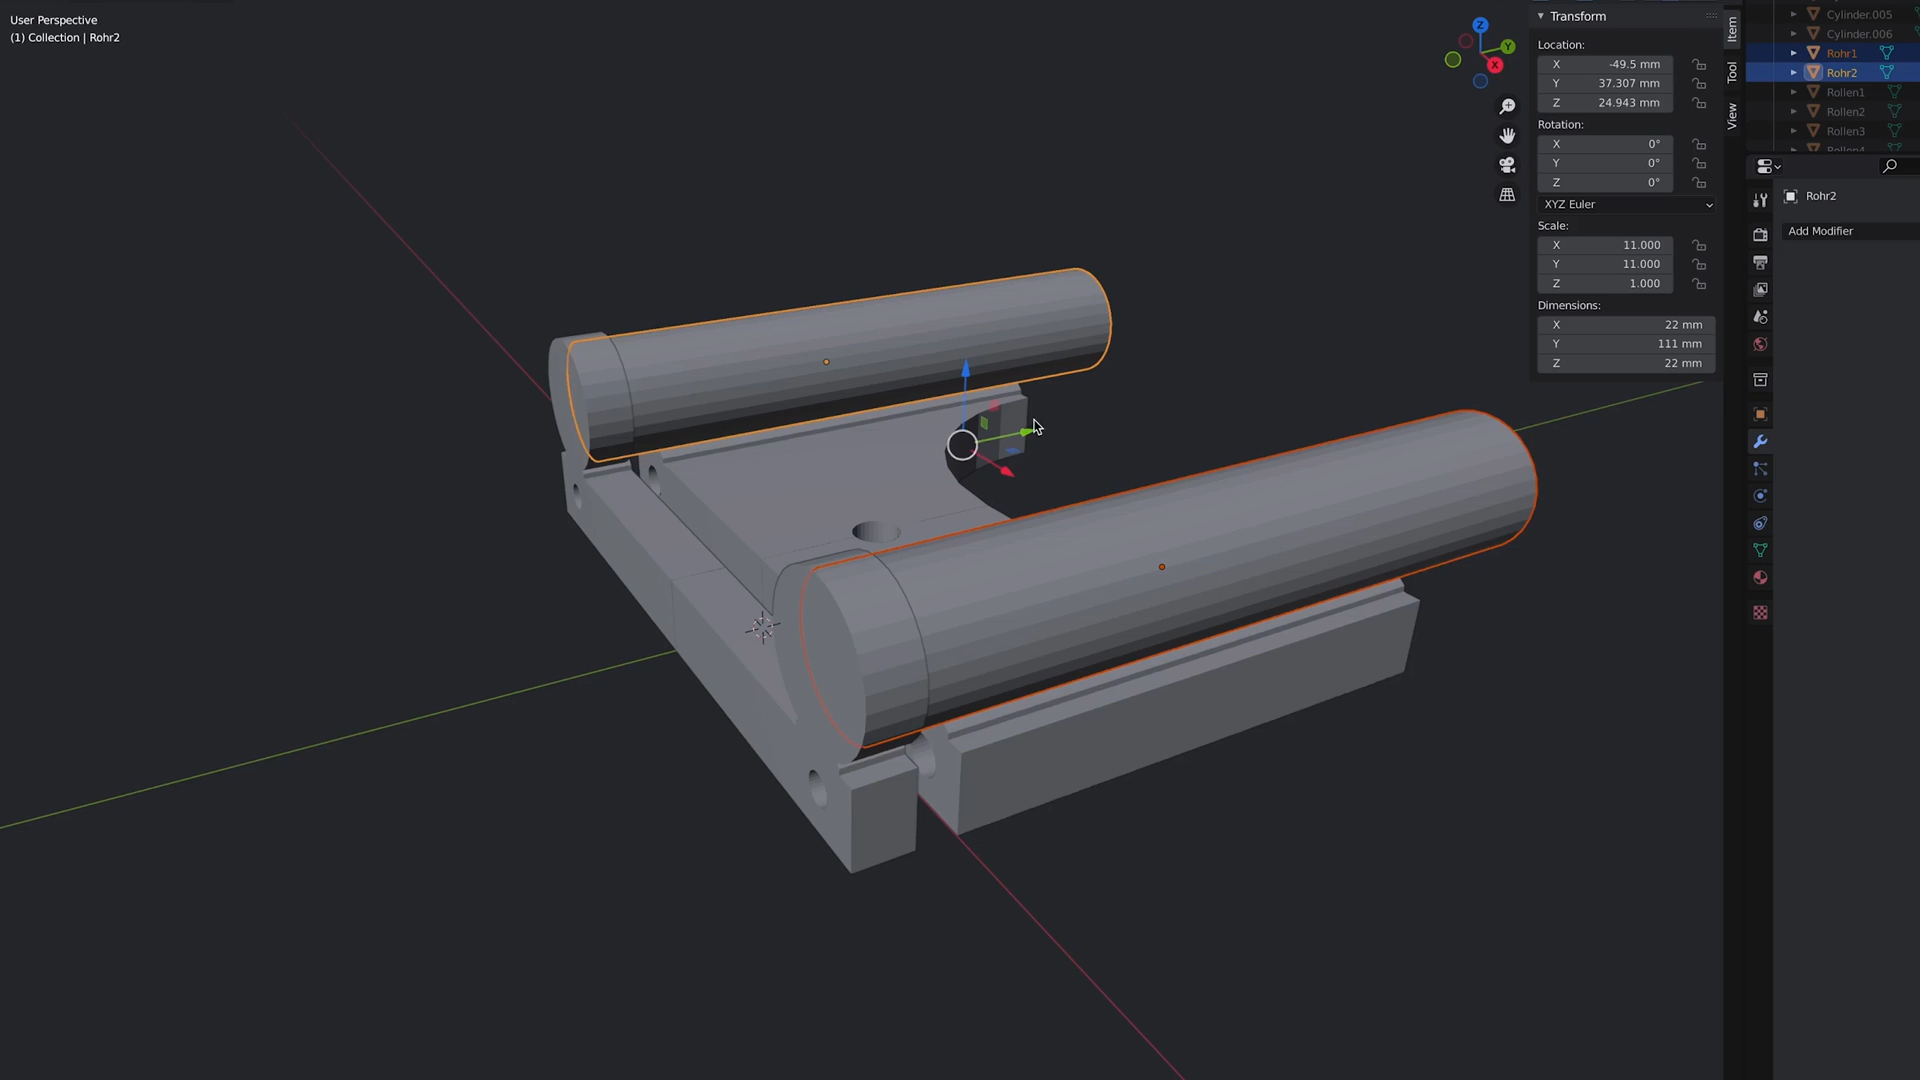 User Perspective
(1) Collection | Rohr2
Z
Y
X
Transform
Location:
X -49.5 mm
Y 37.307 mm
Z 24.943 mm
Rotation:
X 0°
Y 0°
Z 0°
XYZ Euler
Scale:
X 11.000
Y 11.000
Z 1.000
Dimensions:
X 22 mm
Y 111 mm
Z 22 mm
Item
Tool
View
Cylinder.005
Cylinder.006
Rohr1
Rohr2
Rollen1
Rollen2
Rollen3
Rollen4
Rohr2
Add Modifier